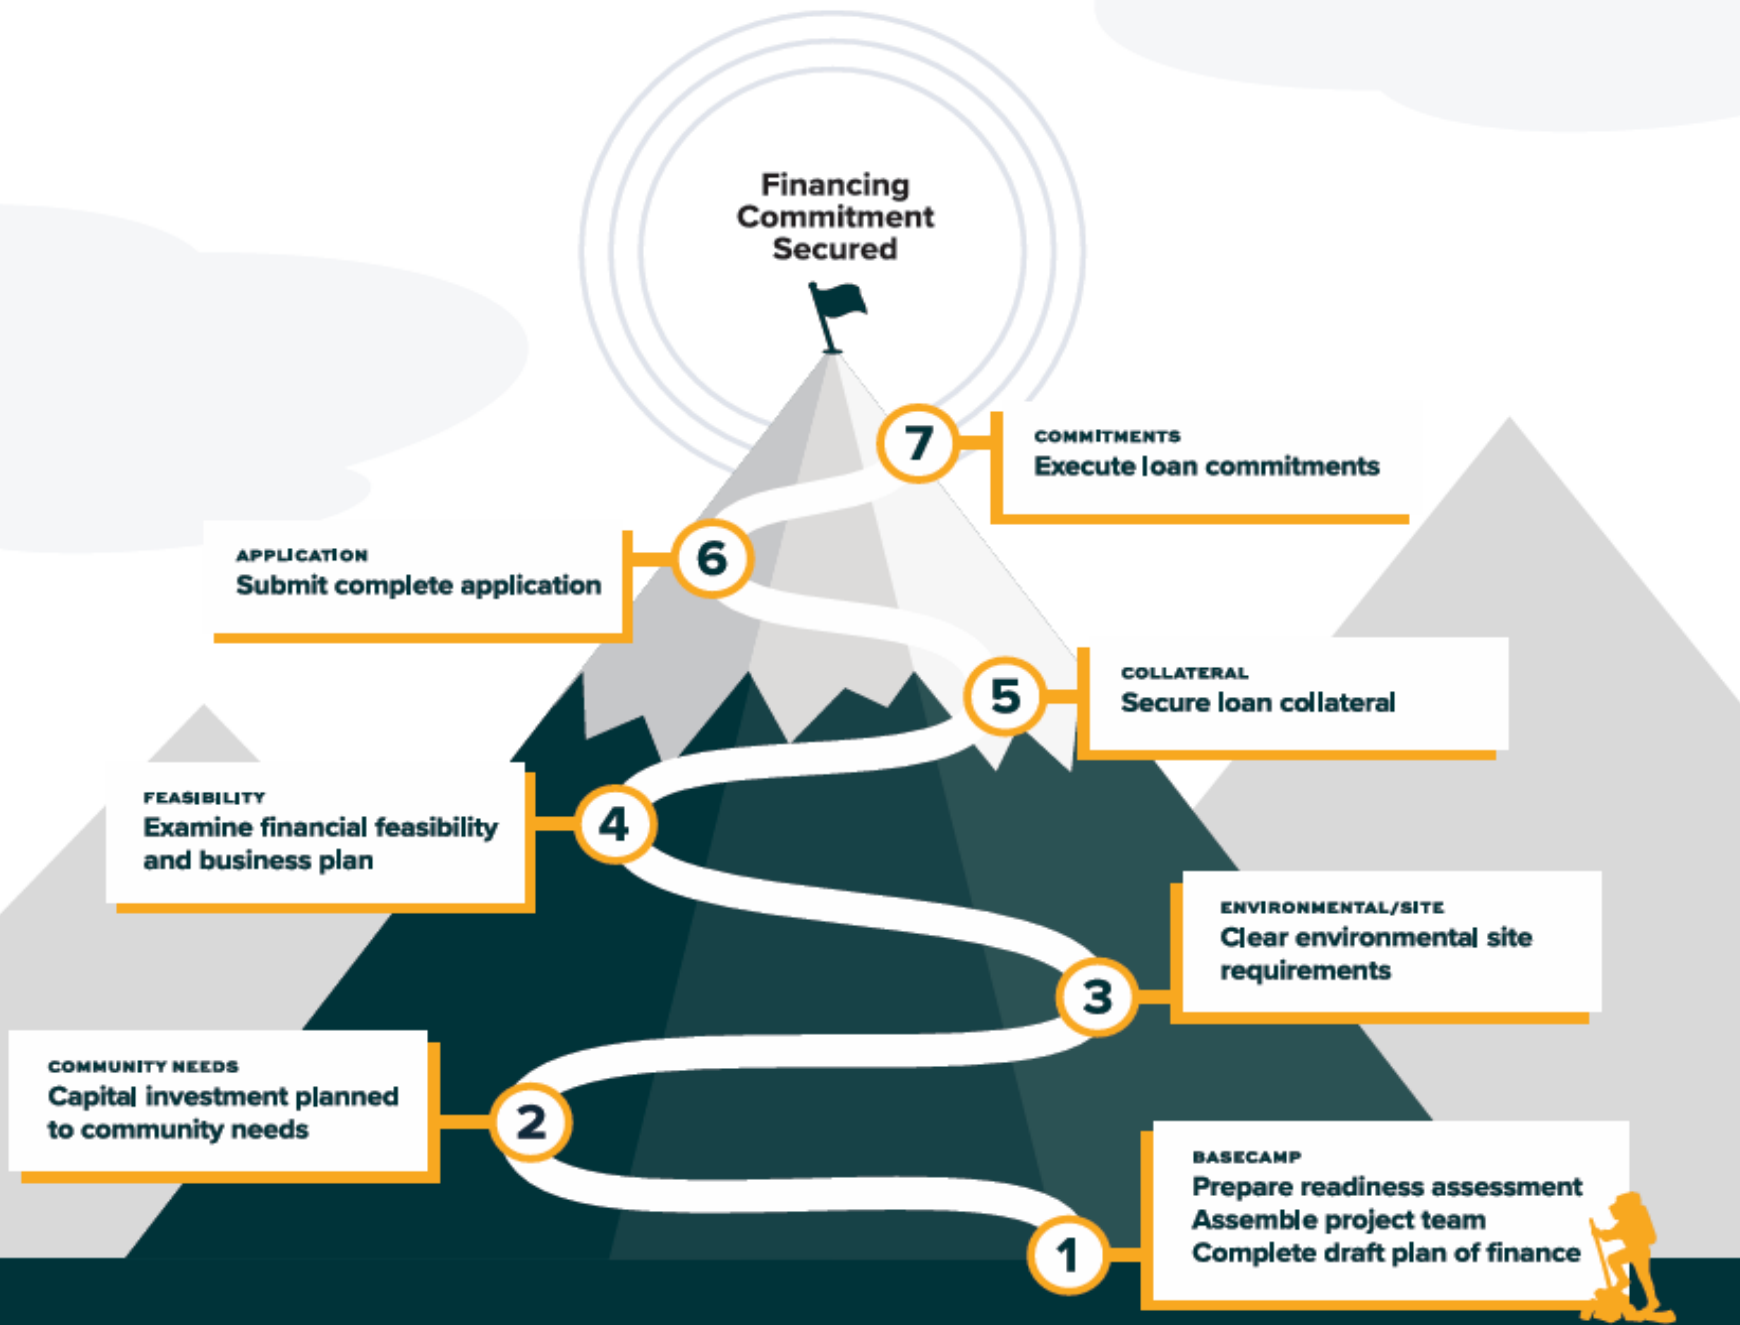 Financing
Commitment
Secured
7
COMMITMENTS
Execute loan commitments
6
APPLICATION
Submit complete application
5
COLLATERAL
Secure loan collateral
4
FEASIBILITY
Examine financial feasibility
and business plan
3
ENVIRONMENTAL/SITE
Clear environmental site
requirements
2
COMMUNITY NEEDS
Capital investment planned
to community needs
1
BASECAMP
Prepare readiness assessment
Assemble project team
Complete draft plan of finance